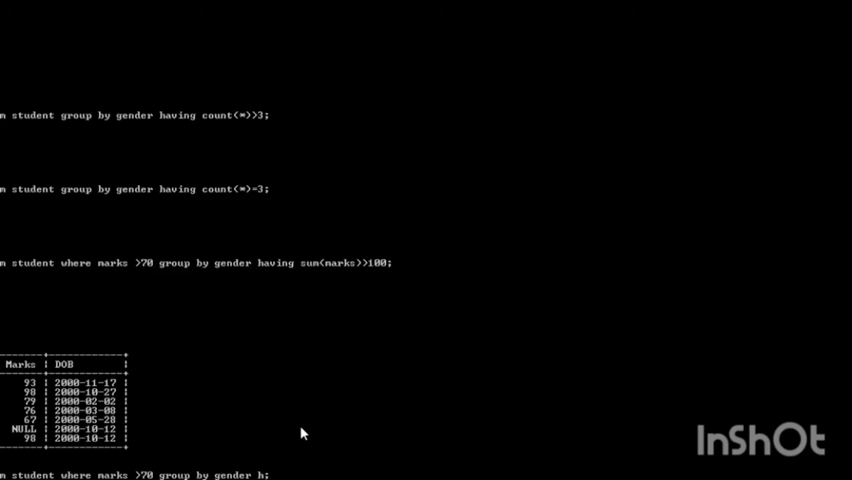 m student group by gender having count(*)>3;
m student group by gender having count(*)=3;
m student where marks >70 group by gender having sum(marks)>100;
Marks | DOB |
93 | 2000-11-17 |
98 | 2000-10-27 |
79 | 2000-02-02 |
76 | 2000-03-08 |
67 | 2000-05-28 |
NULL | 2000-10-12 |
98 | 2000-10-12 |
m student where marks >70 group by gender h;
InShOt